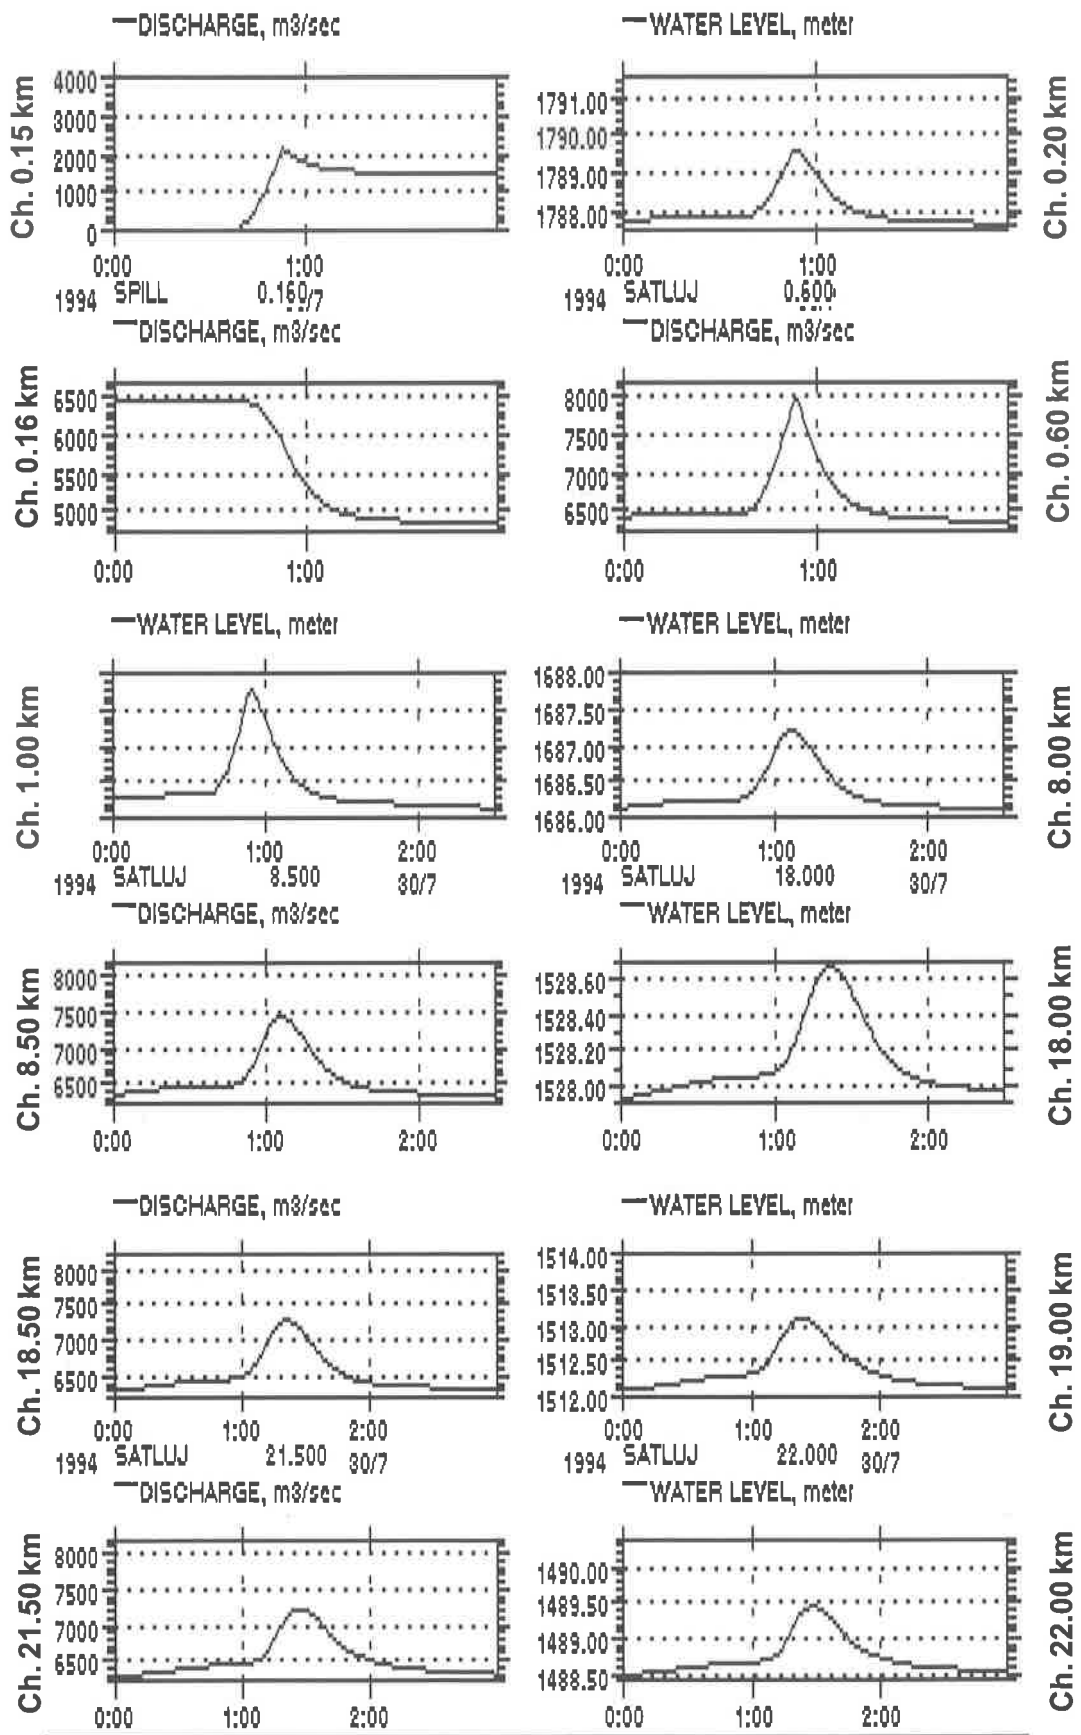 DISCHARGE, m3/sec
WATER LEVEL, meter
Ch. 0.15 km
4000
3000
2000
1000
0
0:00 1:00
1994 SPILL
Ch. 0.20 km
1791.00
1790.00
1789.00
1788.00
0:00 1:00
1994 SATLUJ
DISCHARGE, m3/sec
DISCHARGE, m3/sec
Ch. 0.16 km
6500
6000
5500
5000
0:00 1:00
Ch. 0.60 km
8000
7500
7000
6500
0:00 1:00
WATER LEVEL, meter
WATER LEVEL, meter
Ch. 1.00 km
0:00 1:00 2:00
1994 SATLUJ 8.500 30/7
Ch. 8.00 km
1688.00
1687.50
1687.00
1686.50
1686.00
0:00 1:00 2:00
1994 SATLUJ 18.000 30/7
DISCHARGE, m3/sec
WATER LEVEL, meter
Ch. 8.50 km
8000
7500
7000
6500
0:00 1:00 2:00
Ch. 18.00 km
1528.60
1528.40
1528.20
1528.00
0:00 1:00 2:00
DISCHARGE, m3/sec
WATER LEVEL, meter
Ch. 18.50 km
8000
7500
7000
6500
0:00 1:00 2:00
1994 SATLUJ 21.500 30/7
Ch. 19.00 km
1514.00
1513.50
1513.00
1512.50
1512.00
0:00 1:00 2:00
1994 SATLUJ 22.000 30/7
DISCHARGE, m3/sec
WATER LEVEL, meter
Ch. 21.50 km
8000
7500
7000
6500
0:00 1:00 2:00
Ch. 22.00 km
1490.00
1489.50
1489.00
1488.50
0:00 1:00 2:00